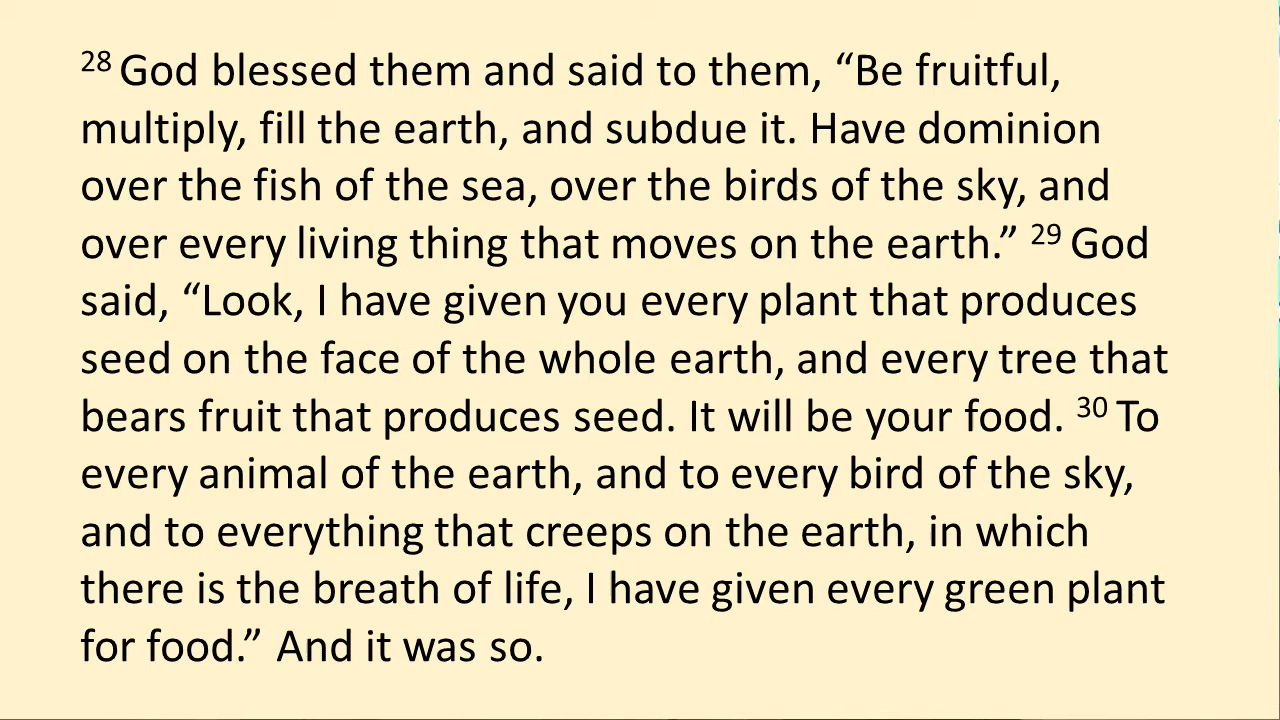 28 God blessed them and said to them, “Be fruitful,
multiply, fill the earth, and subdue it. Have dominion
over the fish of the sea, over the birds of the sky, and
over every living thing that moves on the earth.” 29 God
said, “Look, I have given you every plant that produces
seed on the face of the whole earth, and every tree that
bears fruit that produces seed. It will be your food. 30 To
every animal of the earth, and to every bird of the sky,
and to everything that creeps on the earth, in which
there is the breath of life, I have given every green plant
for food.” And it was so.